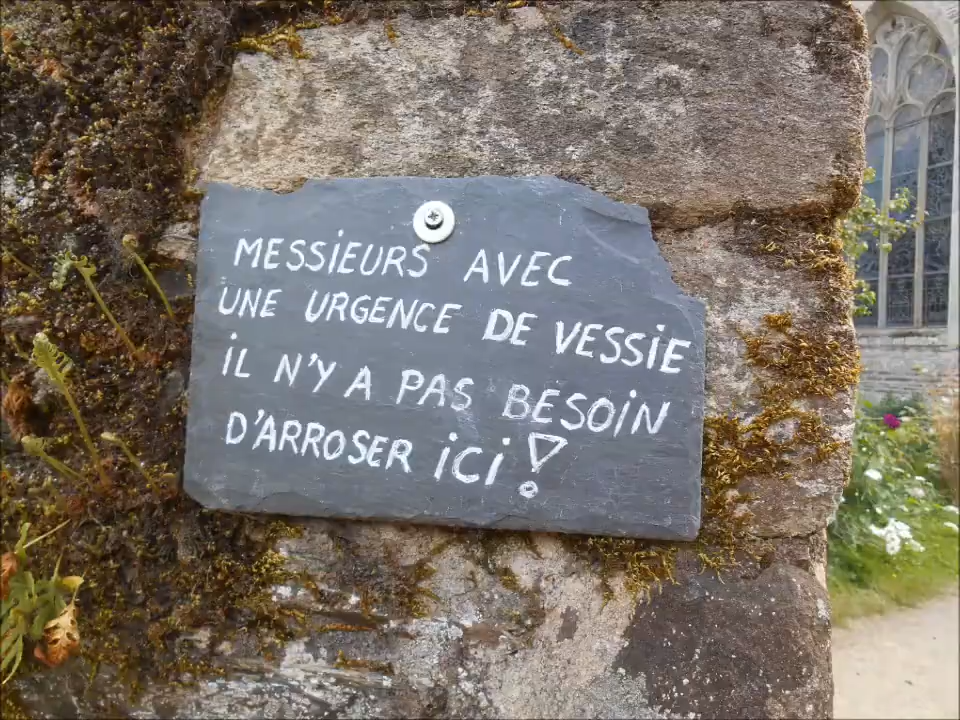 MESSIEURS AVEC
UNE URGENCE DE VESSIE
IL N'Y A PAS BESOIN
D'ARROSER ICI !